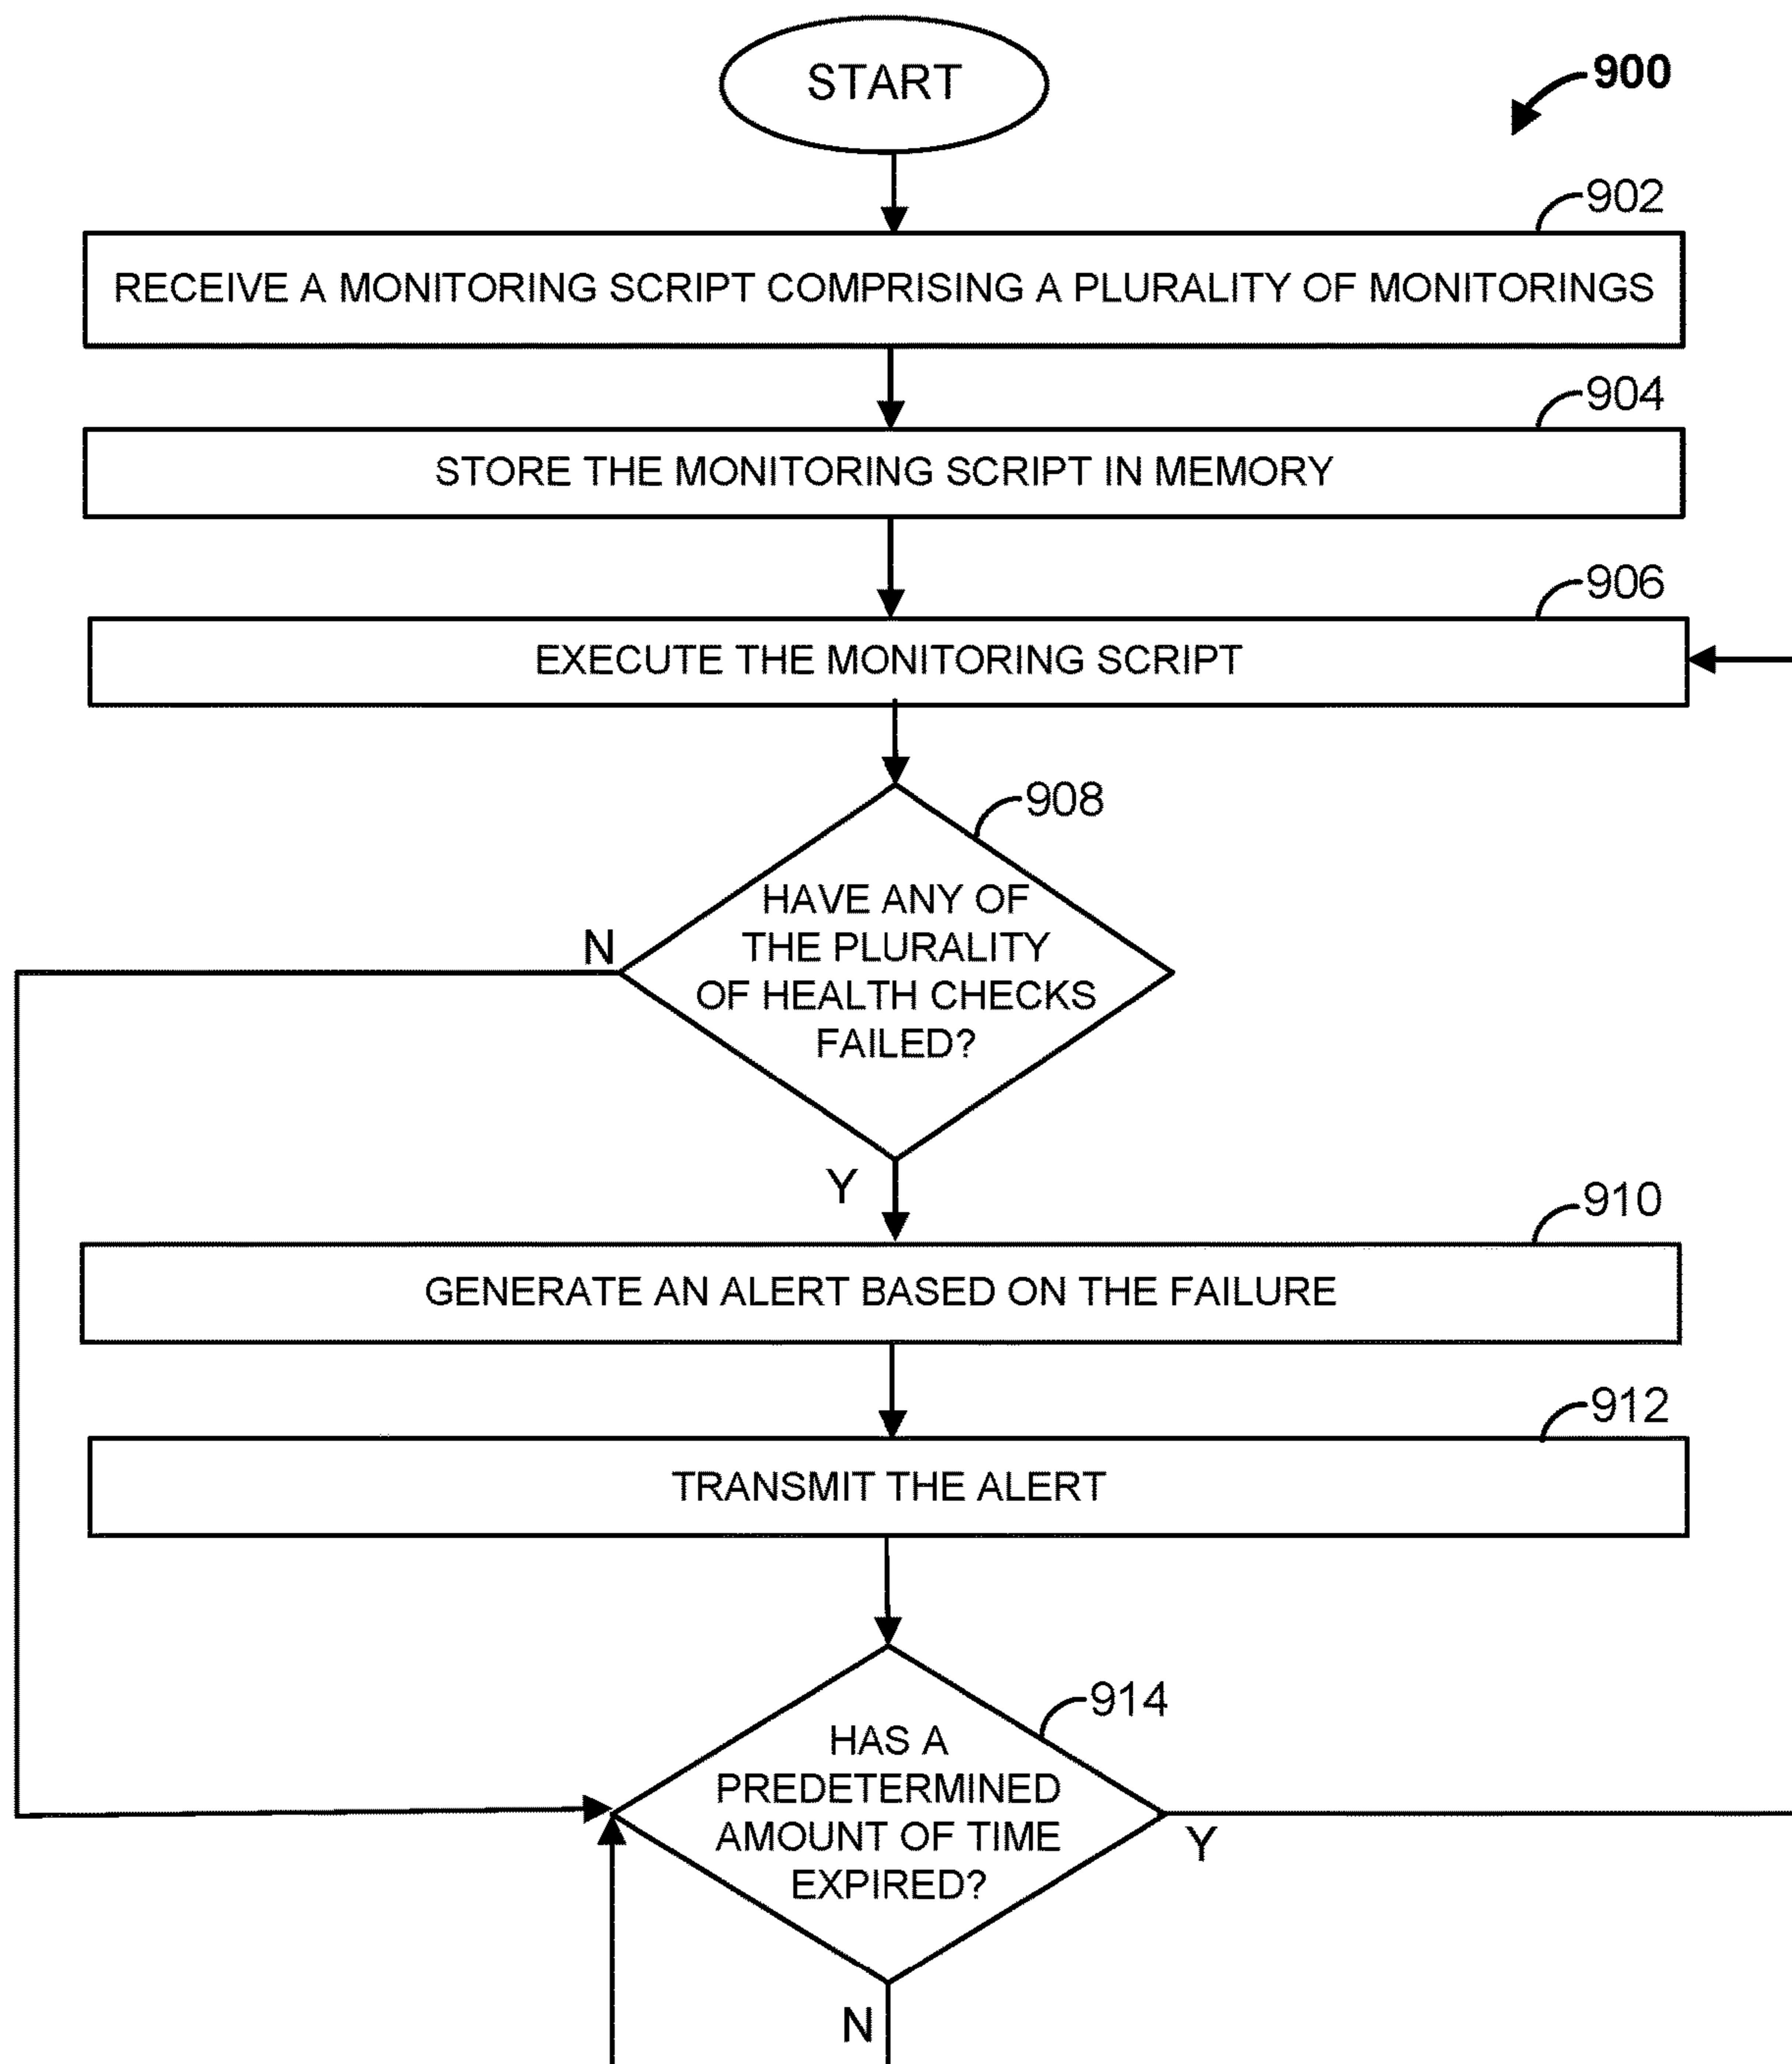 START
900
902
RECEIVE A MONITORING SCRIPT COMPRISING A PLURALITY OF MONITORINGS
904
STORE THE MONITORING SCRIPT IN MEMORY
906
EXECUTE THE MONITORING SCRIPT
908
HAVE ANY OF
THE PLURALITY
OF HEALTH CHECKS
FAILED?
N
Y
910
GENERATE AN ALERT BASED ON THE FAILURE
912
TRANSMIT THE ALERT
914
HAS A
PREDETERMINED
AMOUNT OF TIME
EXPIRED?
Y
N